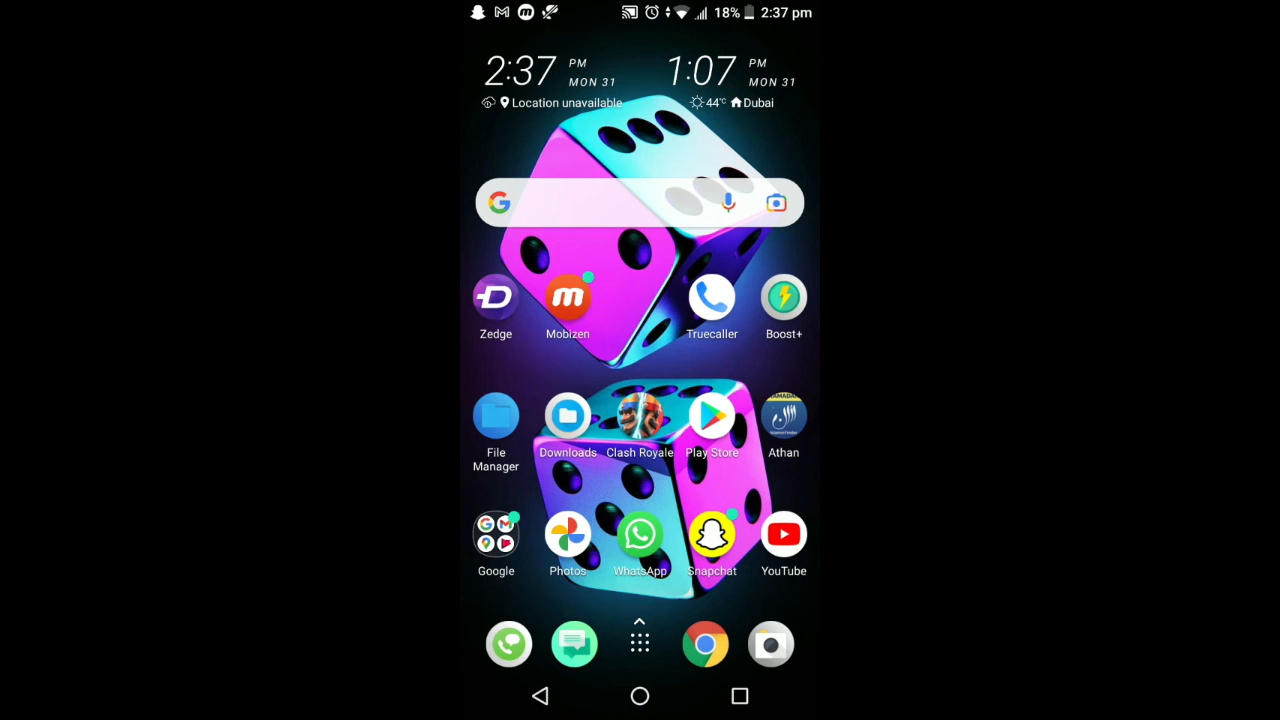 18% 2:37 pm
2:37 PM MON 31
1:07 PM MON 31
Location unavailable
44°C Dubai
Zedge
Mobizen
Truecaller
Boost+
File Manager
Downloads
Clash Royale
Play Store
Athan
Google
Photos
WhatsApp
Snapchat
YouTube